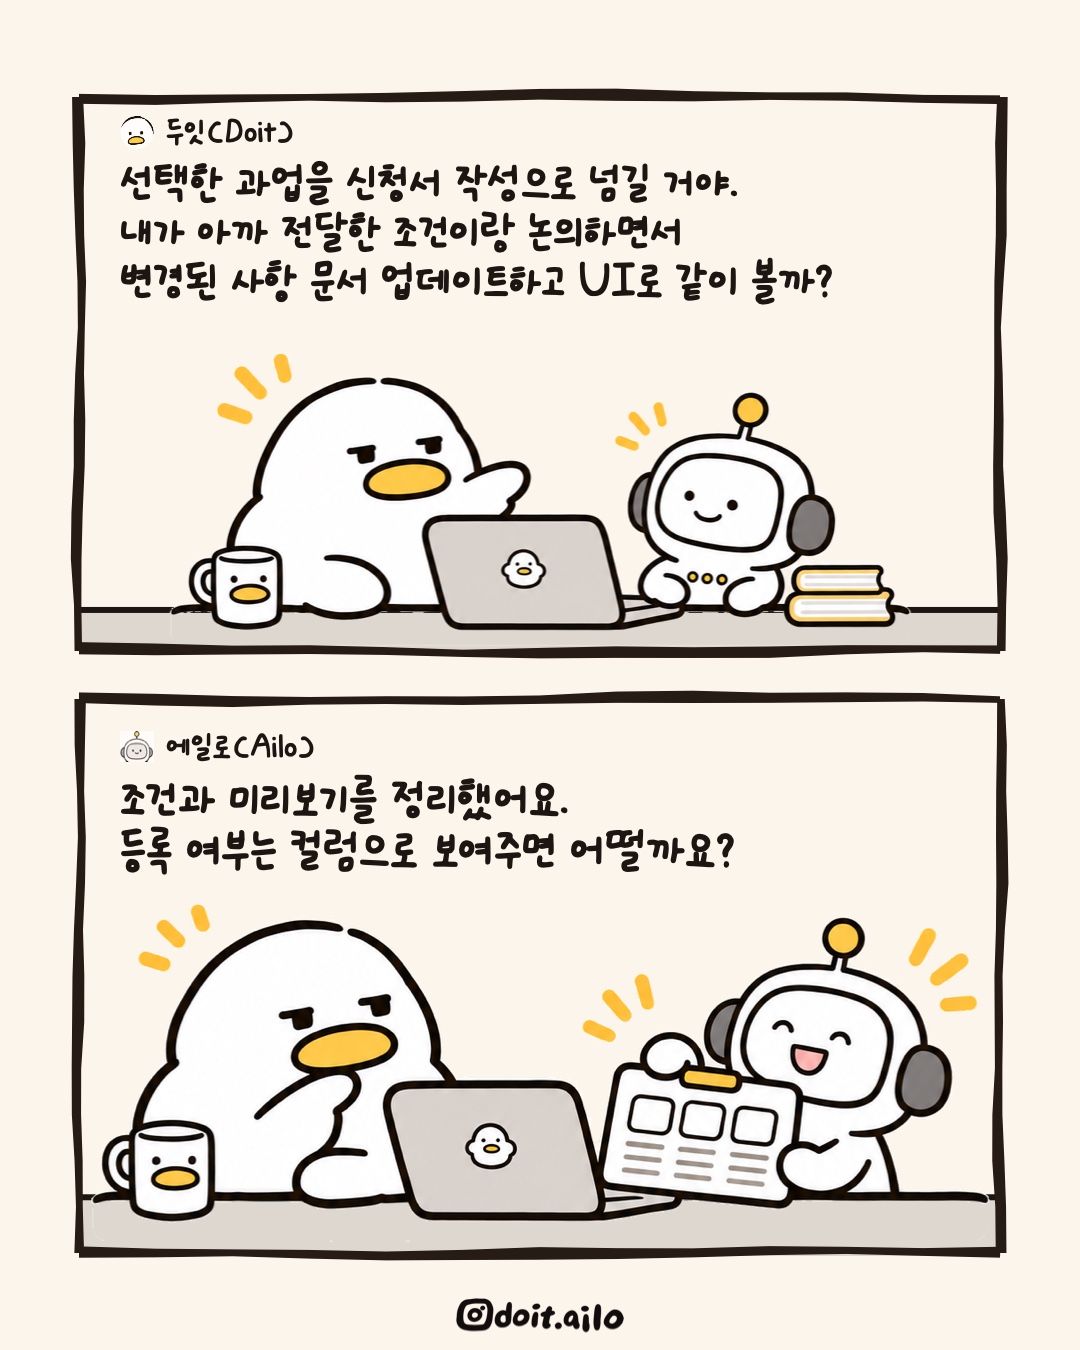 두잇(Doit)
선택한 과업을 신청서 작성으로 넘길 거야.
내가 아까 전달한 조건이랑 논의하면서
변경된 사항 문서 업데이트하고 UI로 같이 볼까?
에일로(Ailo)
조건과 미리보기를 정리했어요.
등록 여부는 컬럼으로 보여주면 어떨까요?
doit.ailo